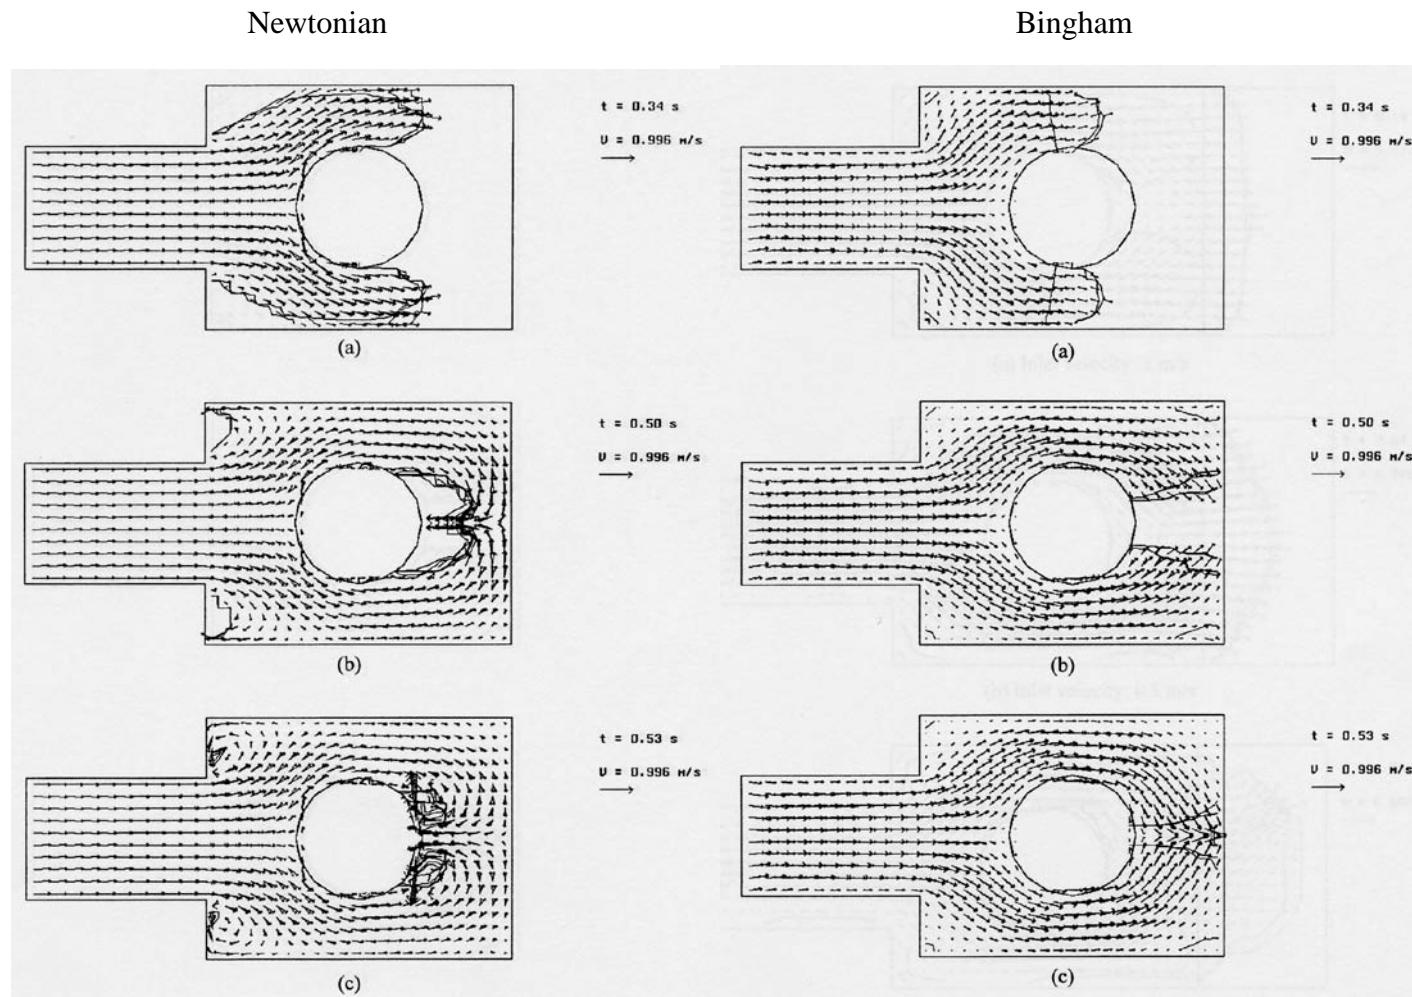 Newtonian
Bingham
t = 0.34 s
U = 0.996 m/s
(a)
t = 0.34 s
U = 0.996 m/s
(a)
t = 0.50 s
U = 0.996 m/s
(b)
t = 0.50 s
U = 0.996 m/s
(b)
t = 0.53 s
U = 0.996 m/s
(c)
t = 0.53 s
U = 0.996 m/s
(c)